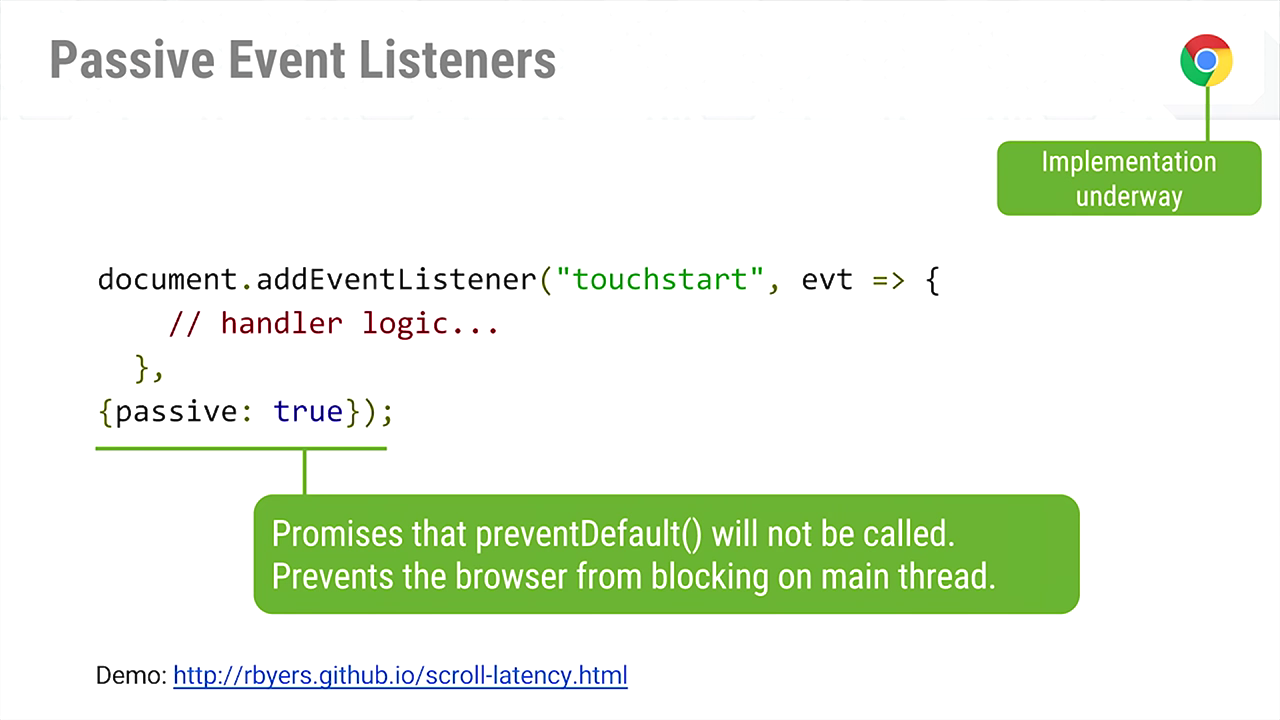 Passive Event Listeners
Implementation
underway
document.addEventListener("touchstart", evt => {
    // handler logic...
  },
{passive: true});
Promises that preventDefault() will not be called.
Prevents the browser from blocking on main thread.
Demo: http://rbyers.github.io/scroll-latency.html